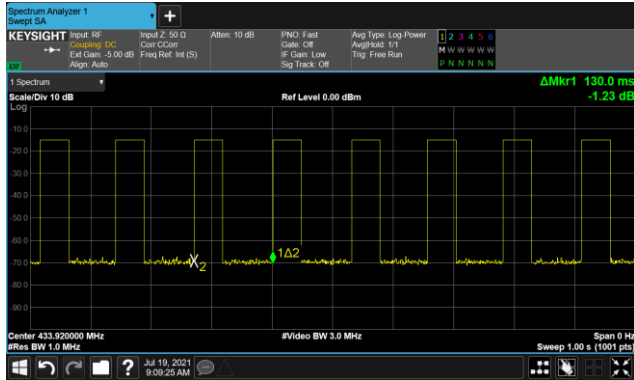 Spectrum Analyzer 1
Swept SA
KEYSIGHT
Input: RF
Coupling: DC
Ext Gain: -5.00 dB
Align: Auto
Input Z: 50 Ω
Corr CCorr
Freq Ref: Int (S)
Atten: 10 dB
PNO: Fast
Gate: Off
IF Gain: Low
Sig Track: Off
Avg Type: Log-Power
Avg|Hold: 1/1
Trig: Free Run
1 2 3 4 5 6
M W W W W W
P N N N N N
1 Spectrum
ΔMkr1 130.0 ms
Scale/Div 10 dB
Ref Level 0.00 dBm
-1.23 dB
Log
-10.0
-20.0
-30.0
-40.0
-50.0
-60.0
-70.0
-80.0
-90.0
2
1Δ2
Center 433.920000 MHz
#Video BW 3.0 MHz
Span 0 Hz
#Res BW 1.0 MHz
Sweep 1.00 s (1001 pts)
?
Jul 19, 2021
9:09:25 AM